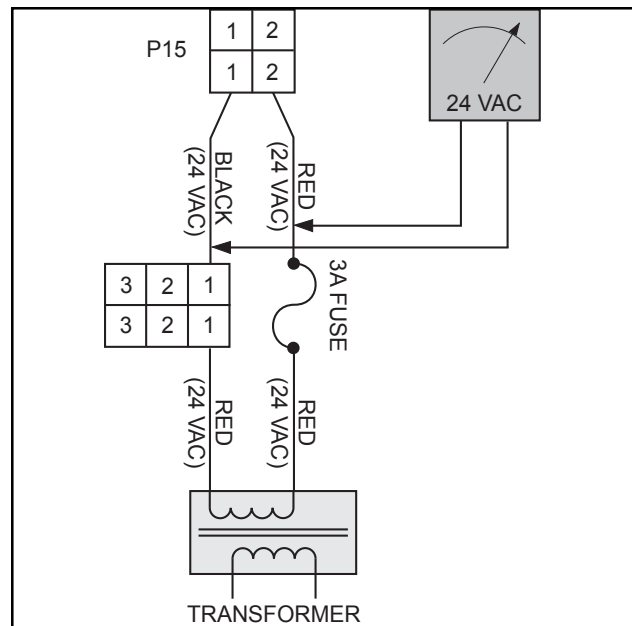 P15
1 2
1 2
24 VAC
BLACK
(24 VAC)
RED
(24 VAC)
3 2 1
3 2 1
3A FUSE
RED
(24 VAC)
RED
(24 VAC)
TRANSFORMER